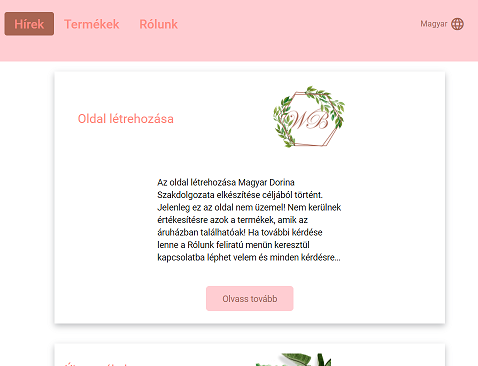 Hírek Termékek Rólunk Magyar
Oldal létrehozása
WB
Az oldal létrehozása Magyar Dorina
Szakdolgozata elkészítése céljából történt.
Jelenleg ez az oldal nem üzemel! Nem kerülnek
értékesítésre azok a termékek, amik az
áruházban találhatóak! Ha további kérdése
lenne a Rólunk feliratú menün keresztül
kapcsolatba léphet velem és minden kérdésre...
Olvass tovább